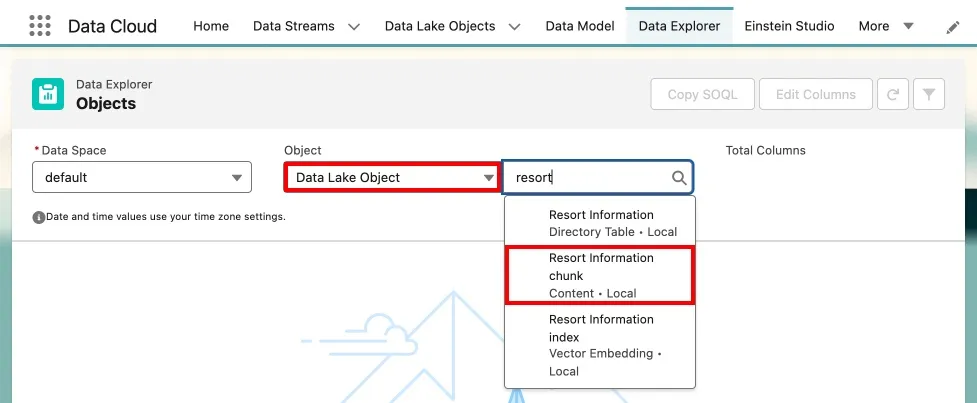 Data Cloud Home Data Streams Data Lake Objects Data Model Data Explorer Einstein Studio More
Data Explorer
Objects
Copy SOQL Edit Columns
* Data Space Object Total Columns
default Data Lake Object resort
Date and time values use your time zone settings.
Resort Information
Directory Table • Local
Resort Information
chunk
Content • Local
Resort Information
index
Vector Embedding •
Local